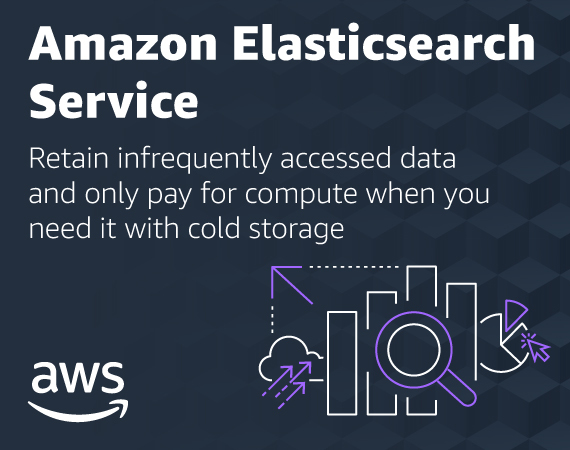 Amazon Elasticsearch
Service
Retain infrequently accessed data
and only pay for compute when you
need it with cold storage
aws